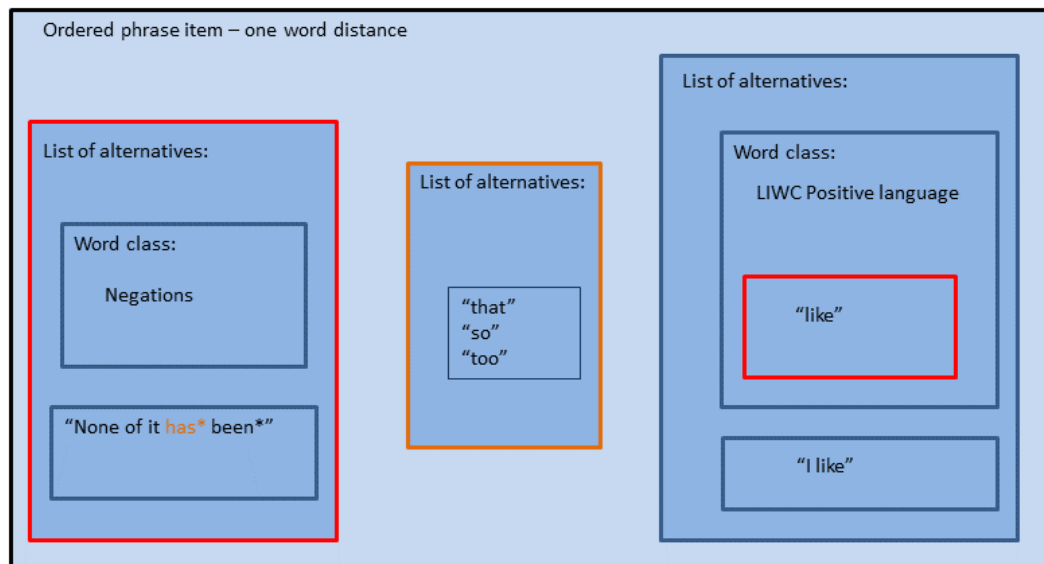 Ordered phrase item – one word distance
List of alternatives:
Word class:
Negations
“None of it has* been*”
List of alternatives:
“that”
“so”
“too”
List of alternatives:
Word class:
LIWC Positive language
“like”
“I like”